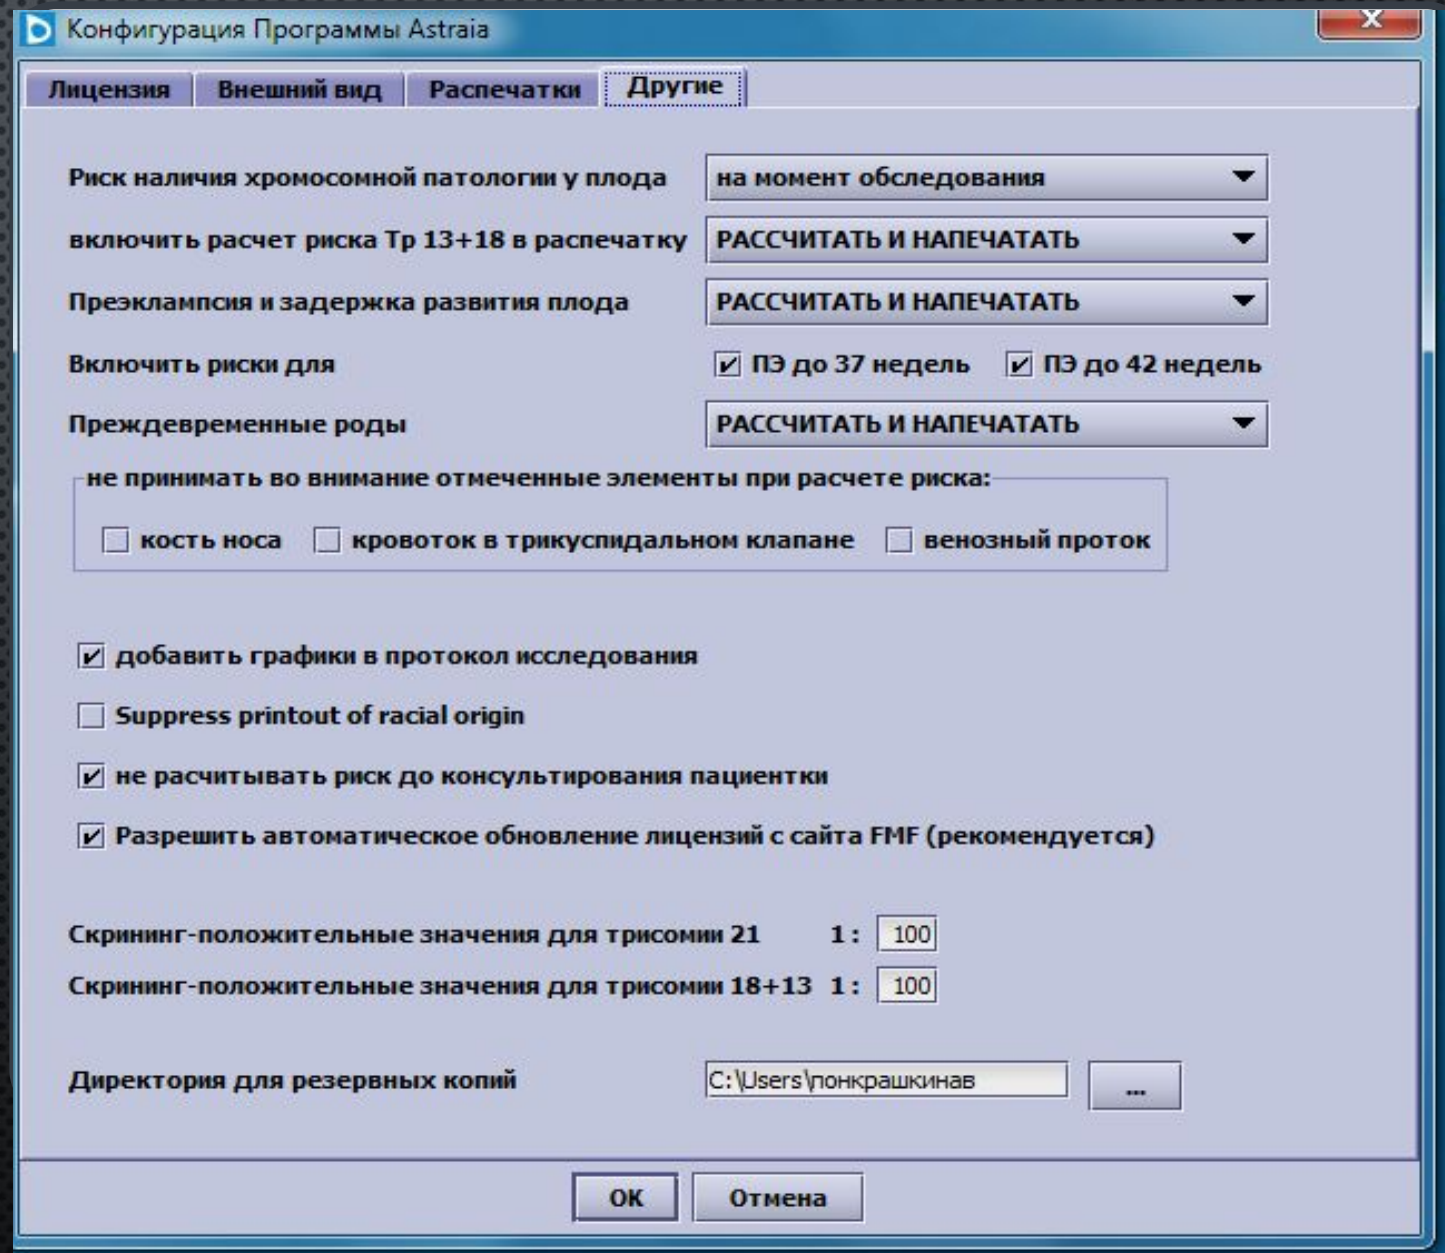 Конфигурация Программы Astraia
X
Лицензия Внешний вид Распечатки Другие
Риск наличия хромосомной патологии у плода на момент обследования
включить расчет риска Тр 13+18 в распечатку РАССЧИТАТЬ И НАПЕЧАТАТЬ
Преэклампсия и задержка развития плода РАССЧИТАТЬ И НАПЕЧАТАТЬ
Включить риски для ПЭ до 37 недель ПЭ до 42 недель
Преждевременные роды РАССЧИТАТЬ И НАПЕЧАТАТЬ
не принимать во внимание отмеченные элементы при расчете риска:
кость носа кровоток в трикуспидальном клапане венозный проток
добавить графики в протокол исследования
Suppress printout of racial origin
не расчитывать риск до консультирования пациентки
Разрешить автоматическое обновление лицензий с сайта FMF (рекомендуется)
Скрининг-положительные значения для трисомии 21 1 : 100
Скрининг-положительные значения для трисомии 18+13 1 : 100
Директория для резервных копий C:\Users\понкрашкинав ...
ОК Отмена